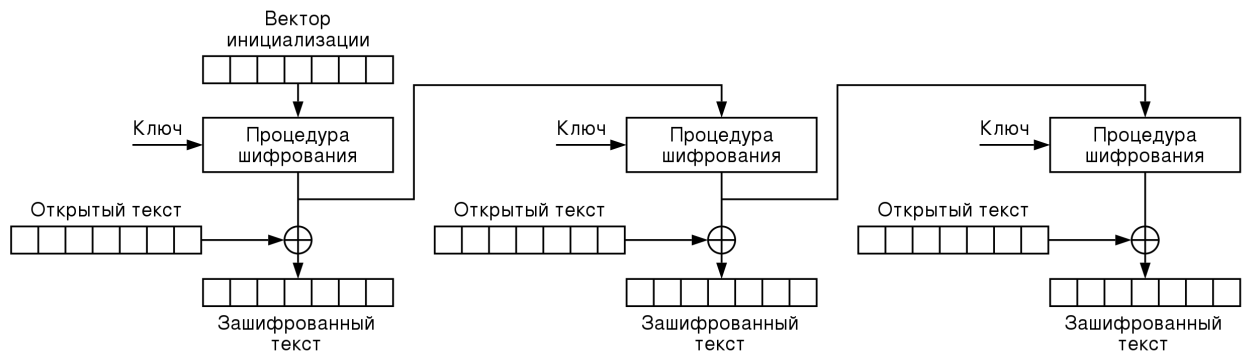 Вектор
инициализации
Ключ
Процедура
шифрования
Ключ
Процедура
шифрования
Ключ
Процедура
шифрования
Открытый текст
Открытый текст
Открытый текст
Зашифрованный
текст
Зашифрованный
текст
Зашифрованный
текст